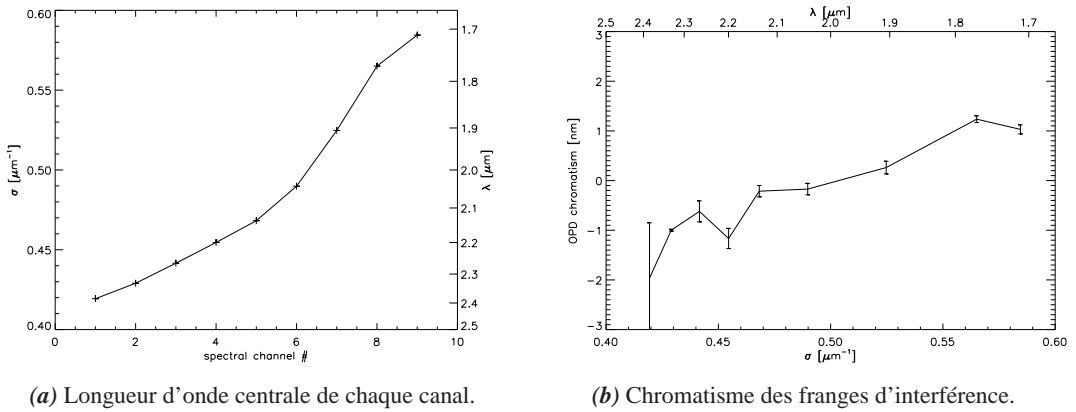 0.60
0.55
0.50
0.45
0.40
σ [μm⁻¹]
0 2 4 6 8 10
spectral channel #
1.7
1.8
1.9
2.0
2.1
2.2
2.3
2.4
2.5
λ [μm]
(a) Longueur d'onde centrale de chaque canal.
λ [μm]
2.5 2.4 2.3 2.2 2.1 2.0 1.9 1.8 1.7
3
2
1
0
-1
-2
-3
OPD chromatism [nm]
0.40 0.45 0.50 0.55 0.60
σ [μm⁻¹]
(b) Chromatisme des franges d'interférence.